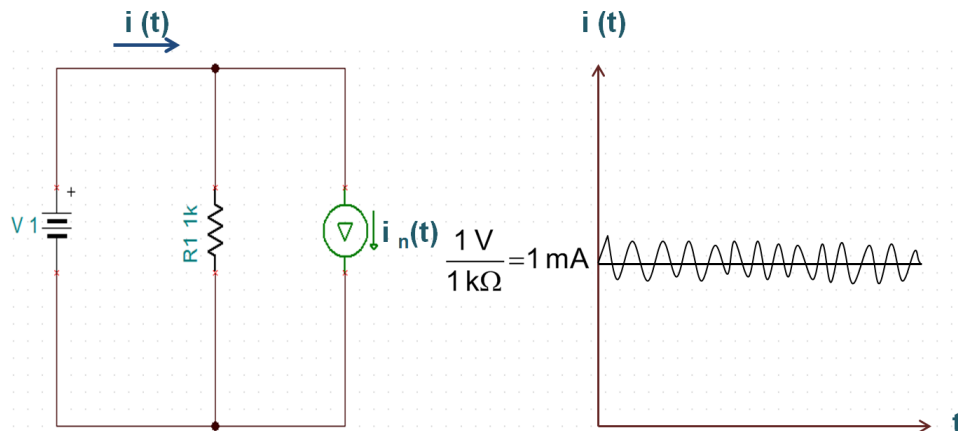 i (t)
i (t)
+
V 1
R1 1k
i n(t)
1 V
1 kΩ
=1 mA
t